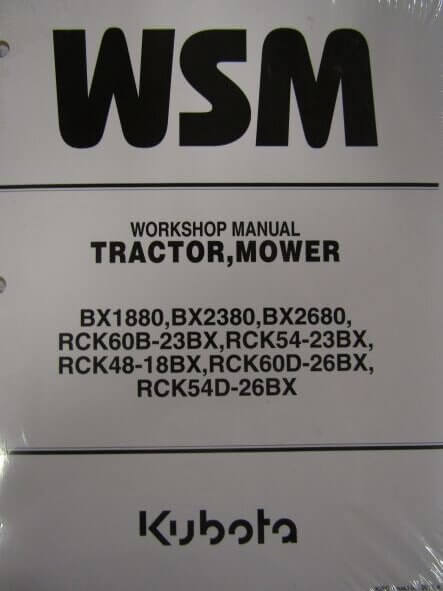 WSM
WORKSHOP MANUAL
TRACTOR,MOWER
BX1880,BX2380,BX2680,
RCK60B-23BX,RCK54-23BX,
RCK48-18BX,RCK60D-26BX,
RCK54D-26BX
Kubota